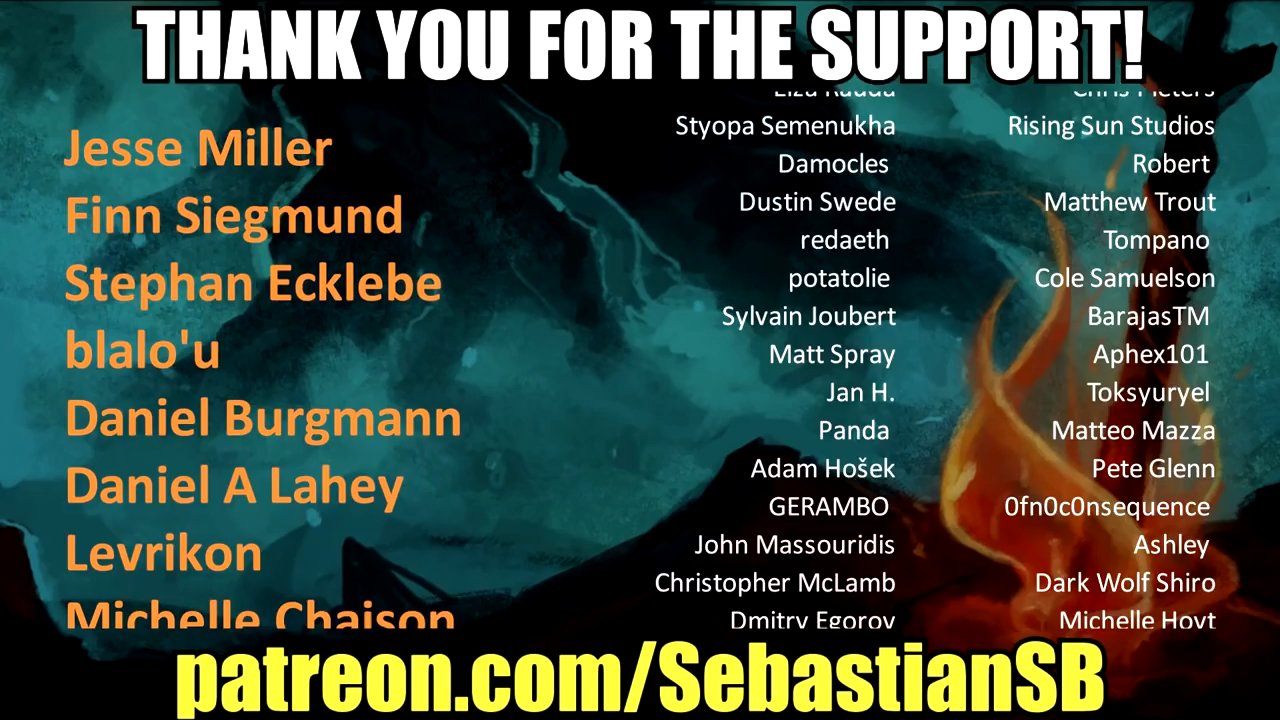 THANK YOU FOR THE SUPPORT!
Jesse Miller
Finn Siegmund
Stephan Ecklebe
blalo'u
Daniel Burgmann
Daniel A Lahey
Levrikon
Michelle Chaison
Styopa Semenukha
Damocles
Dustin Swede
redaeth
potatolie
Sylvain Joubert
Matt Spray
Jan H.
Panda
Adam Hošek
GERAMBO
John Massouridis
Christopher McLamb
Dmitry Egorov
Chris Pieters
Rising Sun Studios
Robert
Matthew Trout
Tompano
Cole Samuelson
BarajasTM
Aphex101
Toksyuryel
Matteo Mazza
Pete Glenn
0fn0c0nsequence
Ashley
Dark Wolf Shiro
Michelle Hoyt
patreon.com/SebastianSB